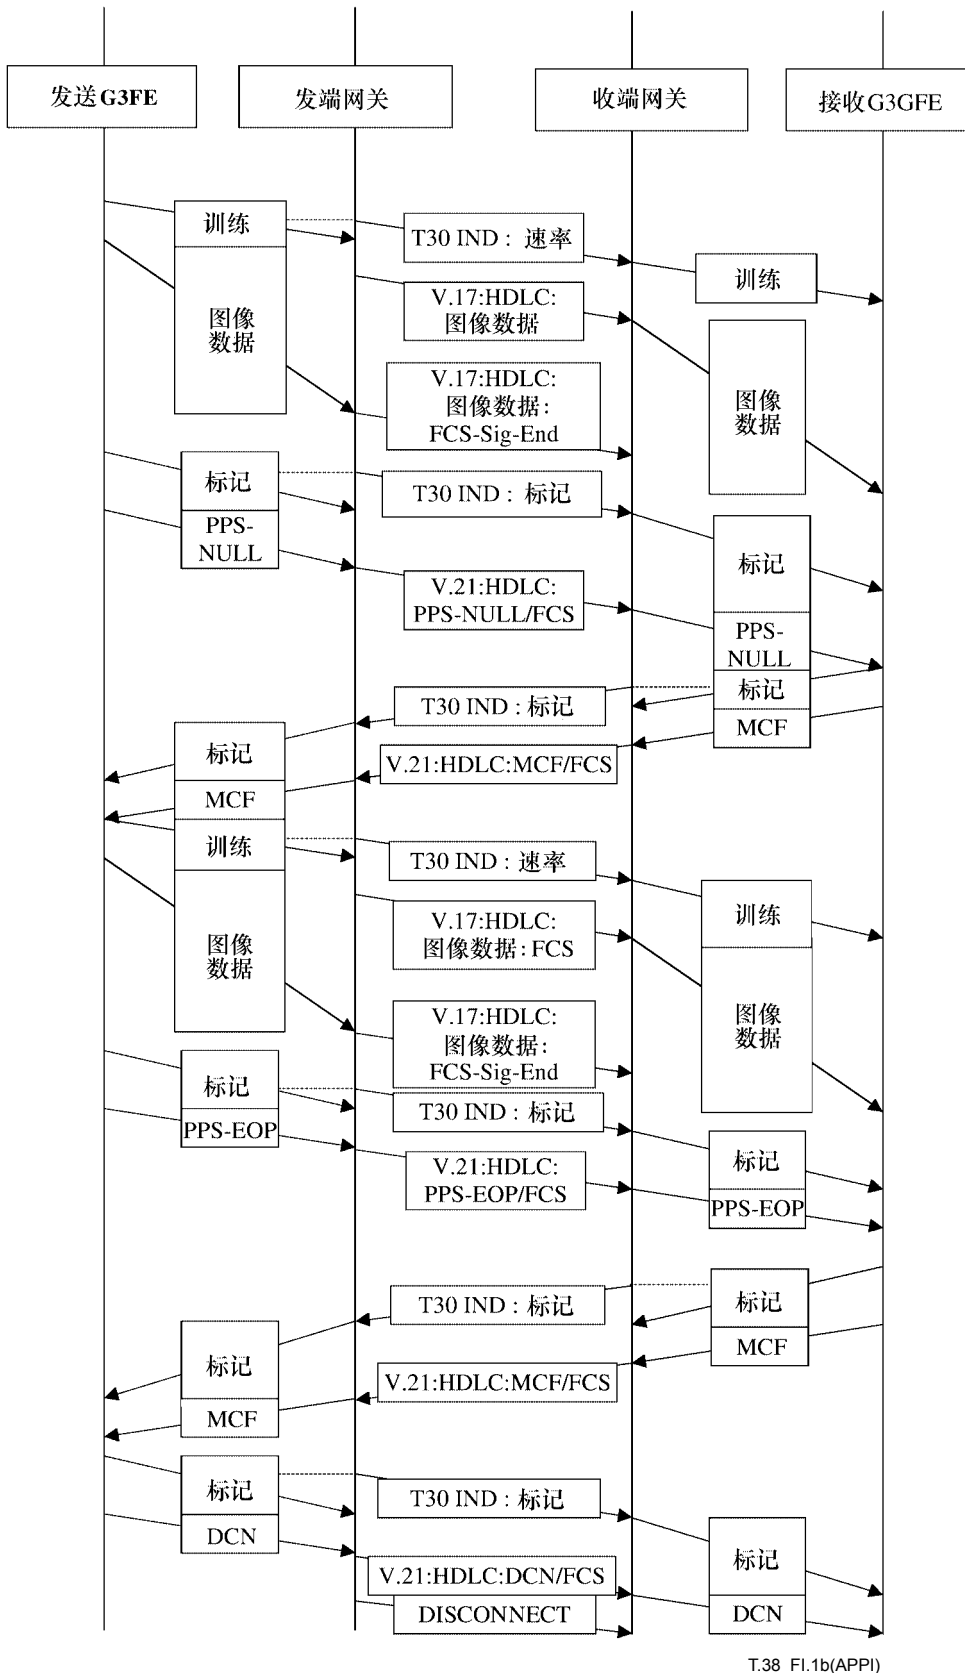 发送G3FE
发端网关
收端网关
接收G3GFE
训练
T30 IND : 速率
训练
图像
数据
V.17:HDLC:
图像数据
图像
数据
V.17:HDLC:
图像数据:
FCS-Sig-End
标记
T30 IND : 标记
PPS-
NULL
标记
V.21:HDLC:
PPS-NULL/FCS
PPS-
NULL
标记
T30 IND : 标记
MCF
标记
V.21:HDLC:MCF/FCS
MCF
训练
T30 IND : 速率
训练
图像
数据
V.17:HDLC:
图像数据: FCS
图像
数据
V.17:HDLC:
图像数据:
FCS-Sig-End
标记
T30 IND : 标记
PPS-EOP
标记
V.21:HDLC:
PPS-EOP/FCS
PPS-EOP
标记
T30 IND : 标记
MCF
标记
V.21:HDLC:MCF/FCS
MCF
标记
T30 IND : 标记
DCN
标记
V.21:HDLC:DCN/FCS
DISCONNECT
DCN
T.38_FI.1b(APPI)